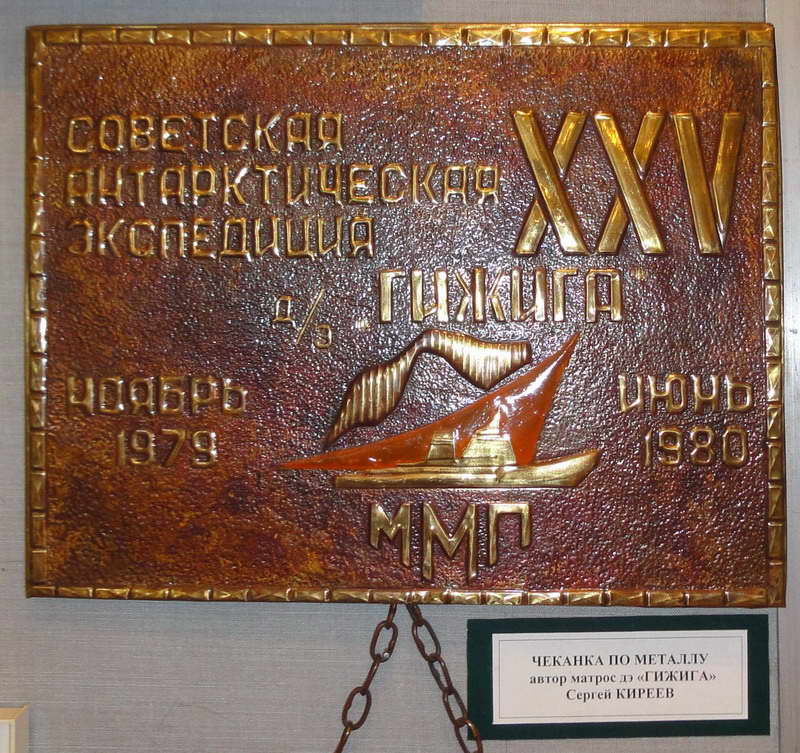 СОВЕТСКАЯ
АНТАРКТИЧЕСКАЯ
ЭКСПЕДИЦИЯ
XXV
Д/Э "ГИЖИГА"
НОЯБРЬ
1979
ИЮНЬ
1980
ММП
ЧЕКАНКА ПО МЕТАЛЛУ
автор матрос дэ «ГИЖИГА»
Сергей КИРЕЕВ